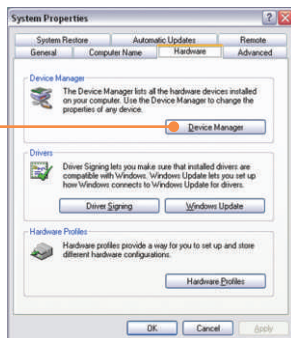 System Properties
System Restore Automatic Updates Remote
General Computer Name Hardware Advanced
Device Manager
The Device Manager lists all the hardware devices installed
on your computer. Use the Device Manager to change the
properties of any device.
Device Manager
Drivers
Driver Signing lets you make sure that installed drivers are
compatible with Windows. Windows Update lets you set up
how Windows connects to Windows Update for drivers.
Driver Signing Windows Update
Hardware Profiles
Hardware profiles provide a way for you to set up and store
different hardware configurations.
Hardware Profiles
OK Cancel Apply